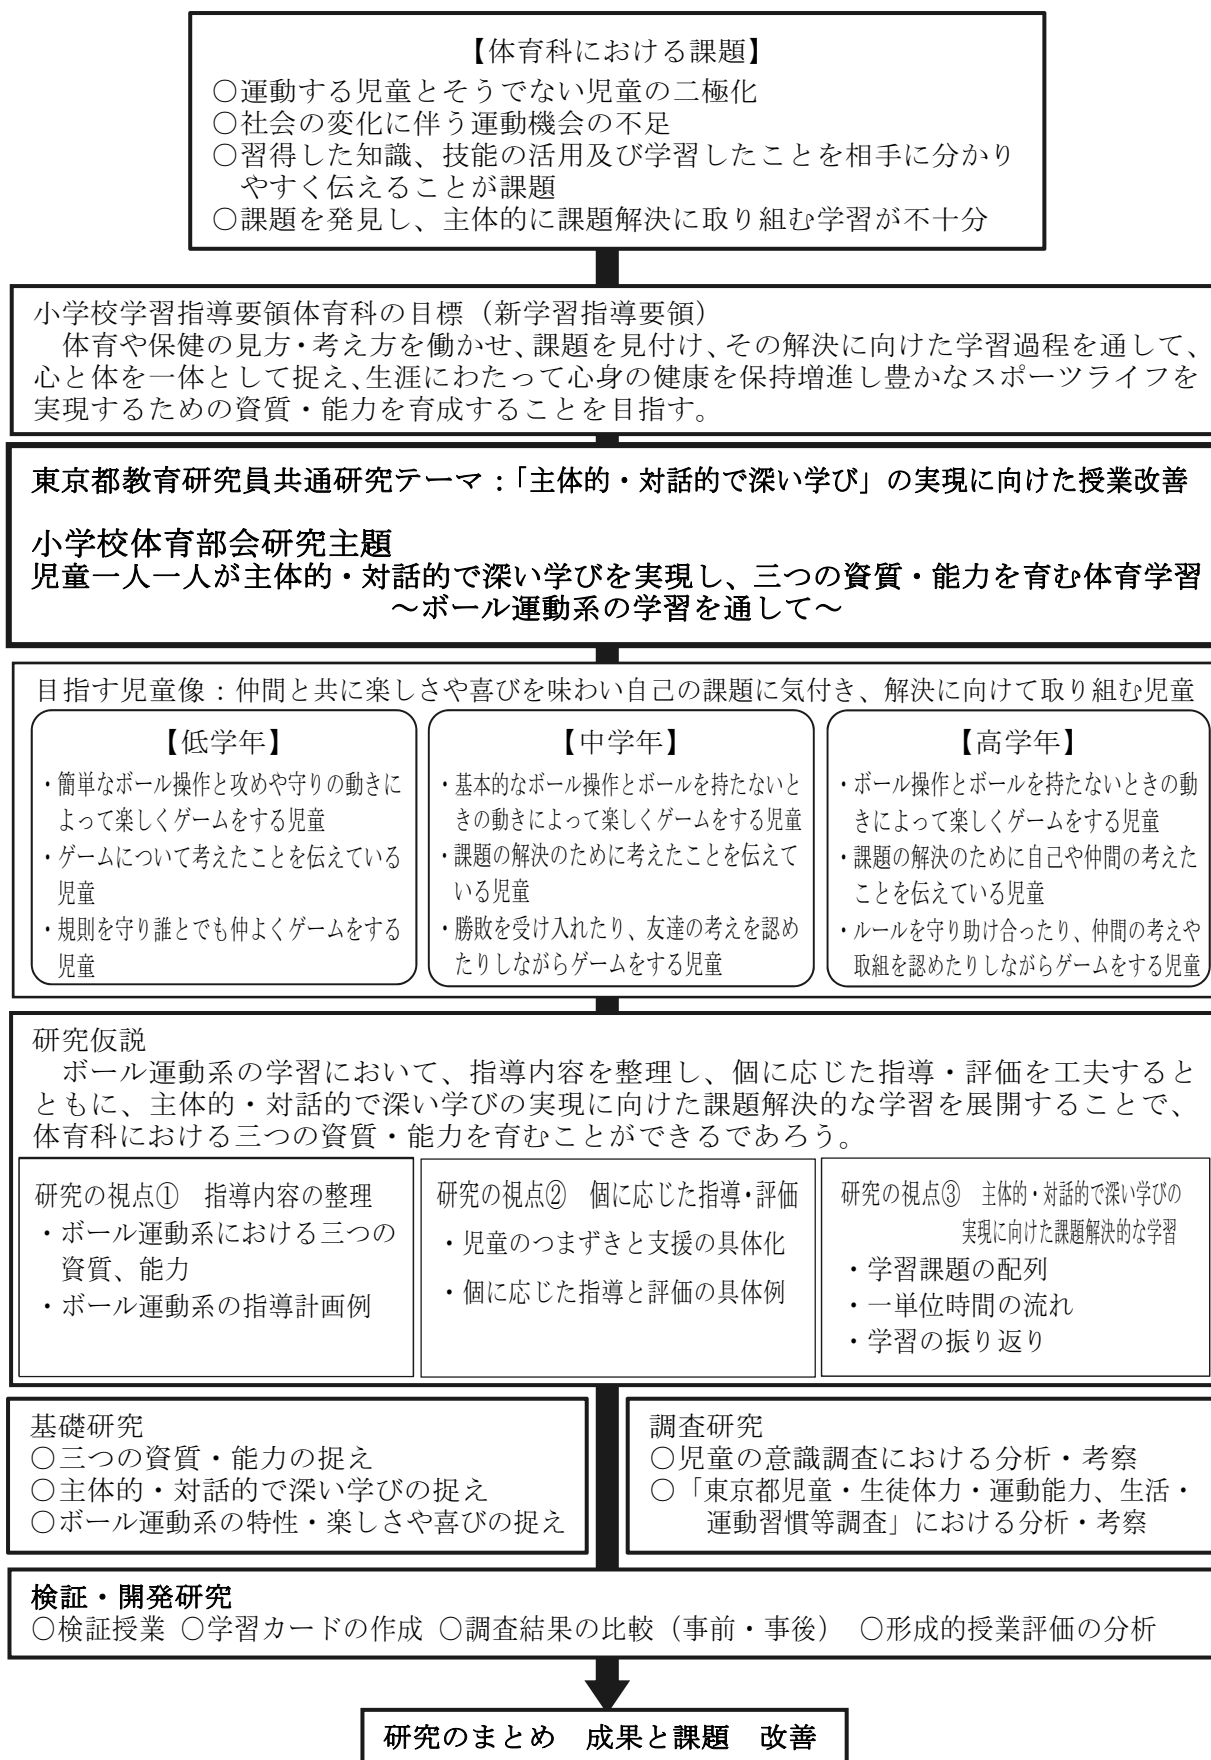 【体育科における課題】
○運動する児童とそうでない児童の二極化
○社会の変化に伴う運動機会の不足
○習得した知識、技能の活用及び学習したことを相手に分かり
やすく伝えることが課題
○課題を発見し、主体的に課題解決に取り組む学習が不十分
小学校学習指導要領体育科の目標（新学習指導要領）
体育や保健の見方・考え方を働かせ、課題を見付け、その解決に向けた学習過程を通して、
心と体を一体として捉え、生涯にわたって心身の健康を保持増進し豊かなスポーツライフを
実現するための資質・能力を育成することを目指す。
東京都教育研究員共通研究テーマ：「主体的・対話的で深い学び」の実現に向けた授業改善
小学校体育部会研究主題
児童一人一人が主体的・対話的で深い学びを実現し、三つの資質・能力を育む体育学習
～ボール運動系の学習を通して～
目指す児童像：仲間と共に楽しさや喜びを味わい自己の課題に気付き、解決に向けて取り組む児童
【低学年】
・簡単なボール操作と攻めや守りの動きに
よって楽しくゲームをする児童
・ゲームについて考えたことを伝えている
児童
・規則を守り誰とでも仲よくゲームをする
児童
【中学年】
・基本的なボール操作とボールを持たないと
きの動きによって楽しくゲームをする児童
・課題の解決のために考えたことを伝えて
いる児童
・勝敗を受け入れたり、友達の考えを認め
たりしながらゲームをする児童
【高学年】
・ボール操作とボールを持たないときの動
きによって楽しくゲームをする児童
・課題の解決のために自己や仲間の考えた
ことを伝えている児童
・ルールを守り助け合ったり、仲間の考えや
取組を認めたりしながらゲームをする児童
研究仮説
ボール運動系の学習において、指導内容を整理し、個に応じた指導・評価を工夫すると
ともに、主体的・対話的で深い学びの実現に向けた課題解決的な学習を展開することで、
体育科における三つの資質・能力を育むことができるであろう。
研究の視点①　指導内容の整理
・ボール運動系における三つの
資質、能力
・ボール運動系の指導計画例
研究の視点②　個に応じた指導・評価
・児童のつまずきと支援の具体化
・個に応じた指導と評価の具体例
研究の視点③　主体的・対話的で深い学びの
実現に向けた課題解決的な学習
・学習課題の配列
・一単位時間の流れ
・学習の振り返り
基礎研究
○三つの資質・能力の捉え
○主体的・対話的で深い学びの捉え
○ボール運動系の特性・楽しさや喜びの捉え
調査研究
○児童の意識調査における分析・考察
○「東京都児童・生徒体力・運動能力、生活・
運動習慣等調査」における分析・考察
検証・開発研究
○検証授業 ○学習カードの作成 ○調査結果の比較（事前・事後） ○形成的授業評価の分析
研究のまとめ　成果と課題　改善